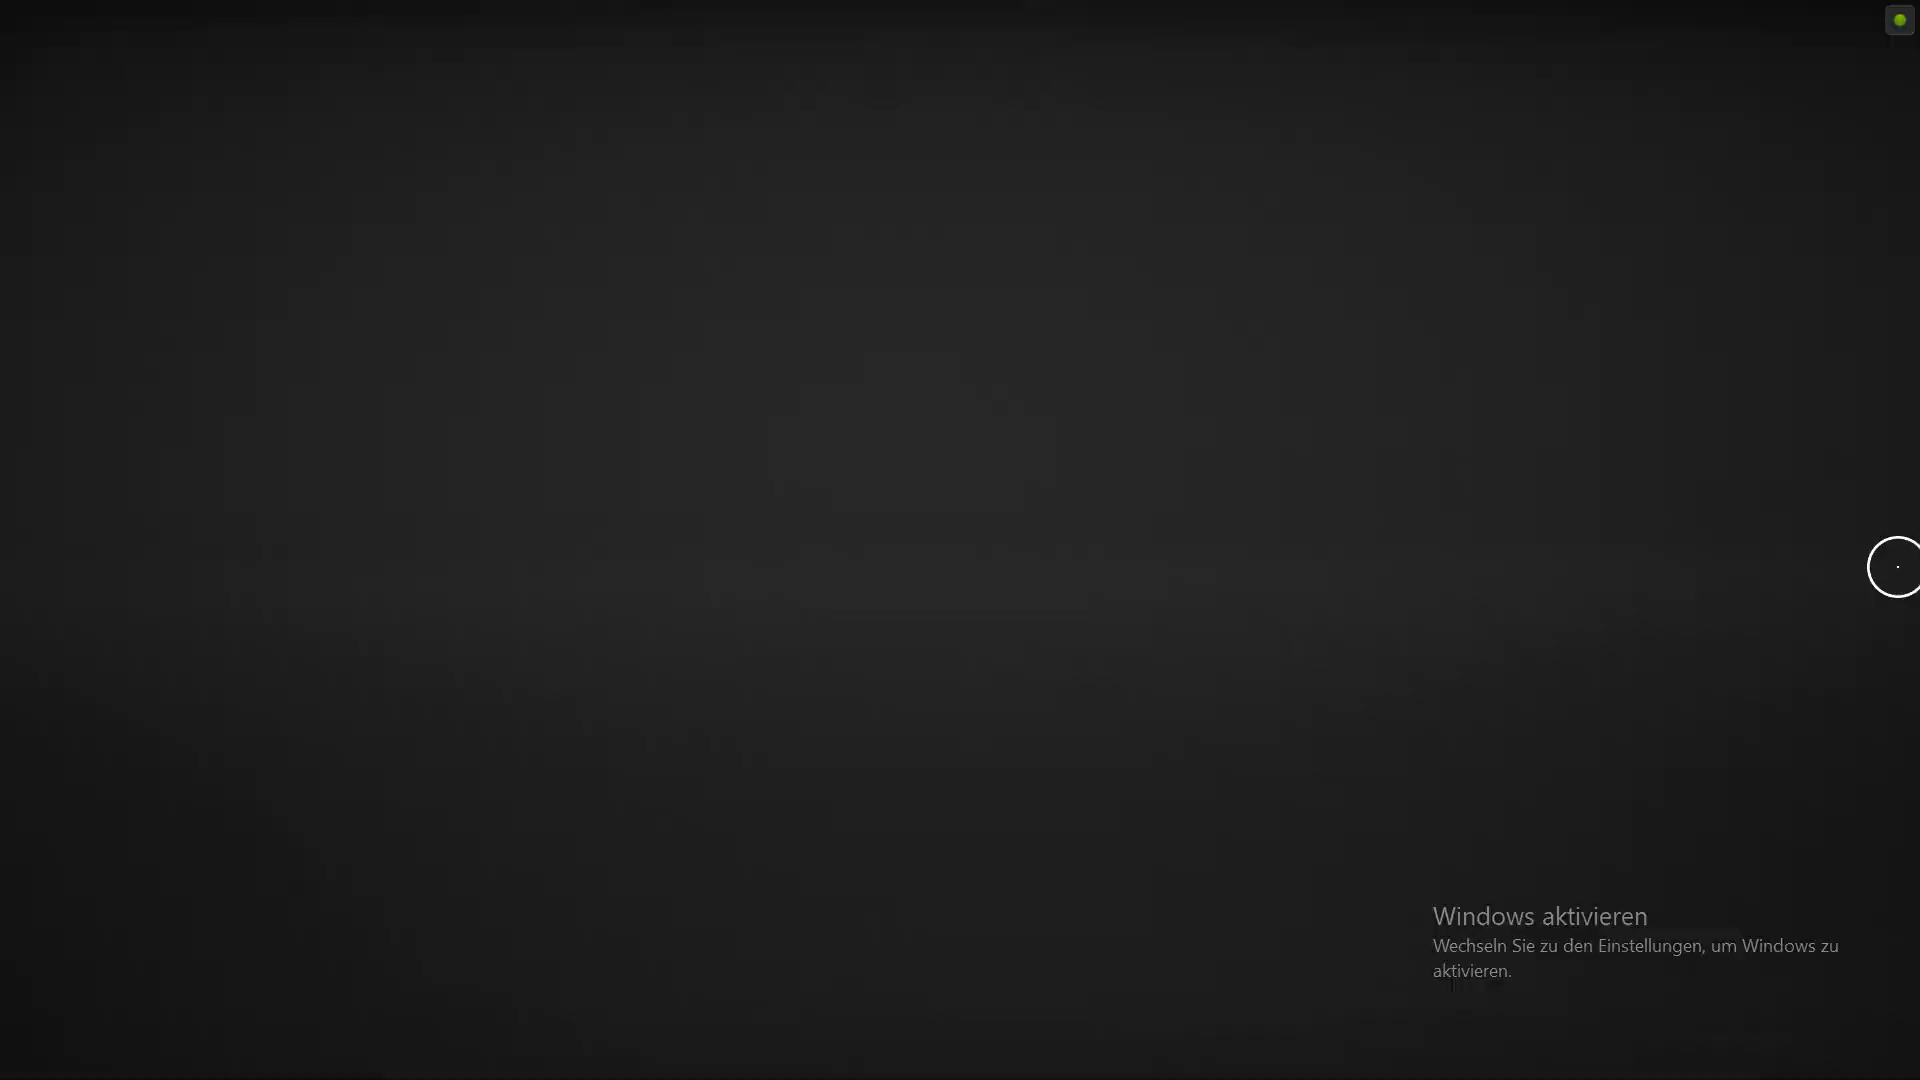 Windows aktivieren
Wechseln Sie zu den Einstellungen, um Windows zu
aktivieren.